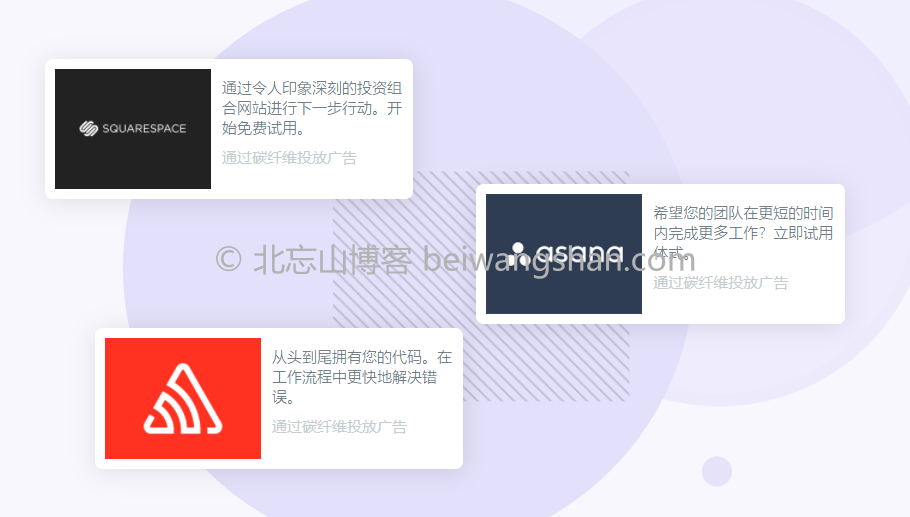 SQUARESPACE
通过令人印象深刻的投资组
合网站进行下一步行动。开
始免费试用。
通过碳纤维投放广告
asana
希望您的团队在更短的时间
内完成更多工作？立即试用
体式。
通过碳纤维投放广告
© 北忘山博客 beiwangshan.com
从头到尾拥有您的代码。在
工作流程中更快地解决错
误。
通过碳纤维投放广告